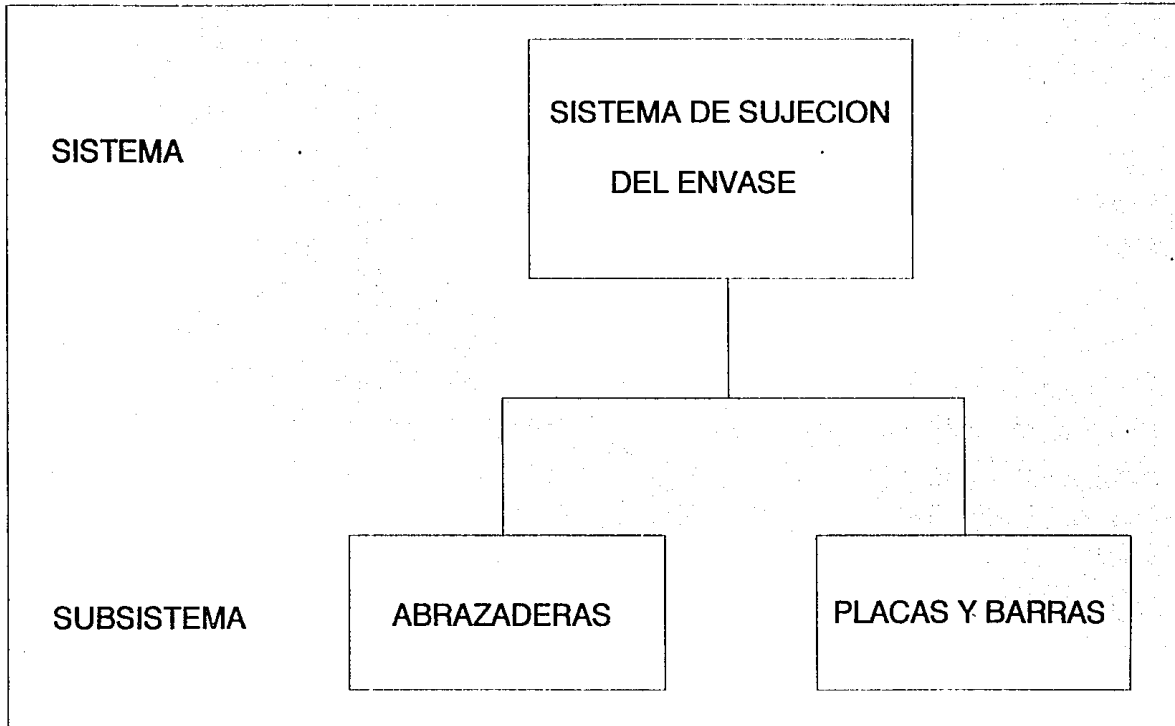 SISTEMA
SISTEMA DE SUJECION
DEL ENVASE
SUBSISTEMA
ABRAZADERAS
PLACAS Y BARRAS